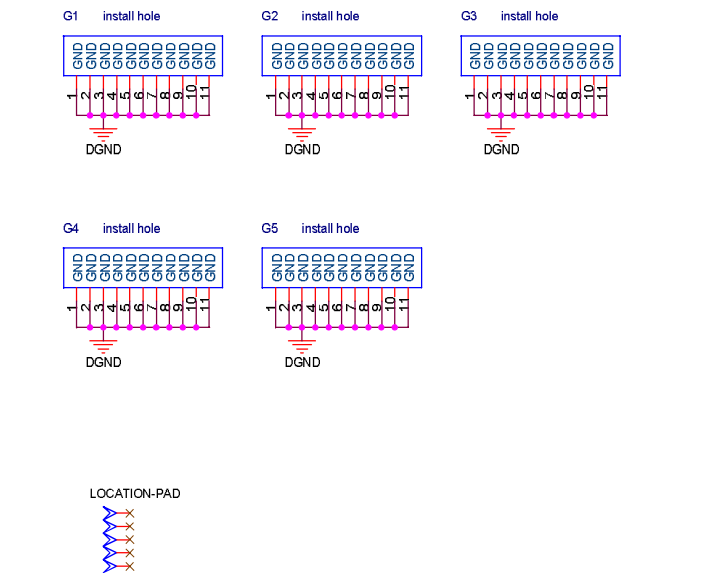 G1 install hole G2 install hole G3 install hole
GND GND GND GND GND GND GND GND GND GND GND GND GND GND GND GND GND GND GND GND GND GND GND GND GND GND GND GND GND GND GND GND GND
1 2 3 4 5 6 7 8 9 10 11 1 2 3 4 5 6 7 8 9 10 11 1 2 3 4 5 6 7 8 9 10 11
DGND DGND DGND
G4 install hole G5 install hole
GND GND GND GND GND GND GND GND GND GND GND GND GND GND GND GND GND GND GND GND GND GND
1 2 3 4 5 6 7 8 9 10 11 1 2 3 4 5 6 7 8 9 10 11
DGND DGND
LOCATION-PAD